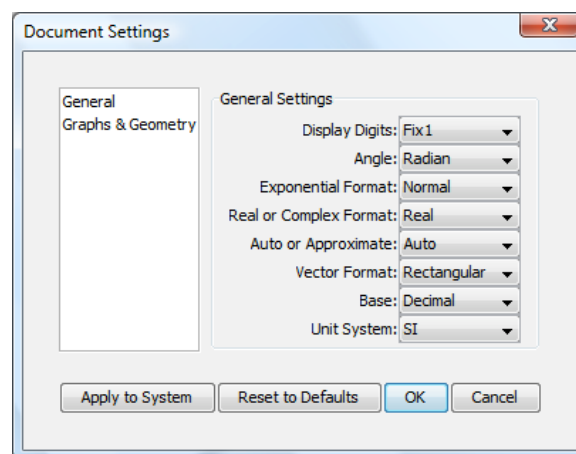 Document Settings
X
General
Graphs & Geometry
General Settings
Display Digits: Fix1
Angle: Radian
Exponential Format: Normal
Real or Complex Format: Real
Auto or Approximate: Auto
Vector Format: Rectangular
Base: Decimal
Unit System: SI
Apply to System Reset to Defaults OK Cancel